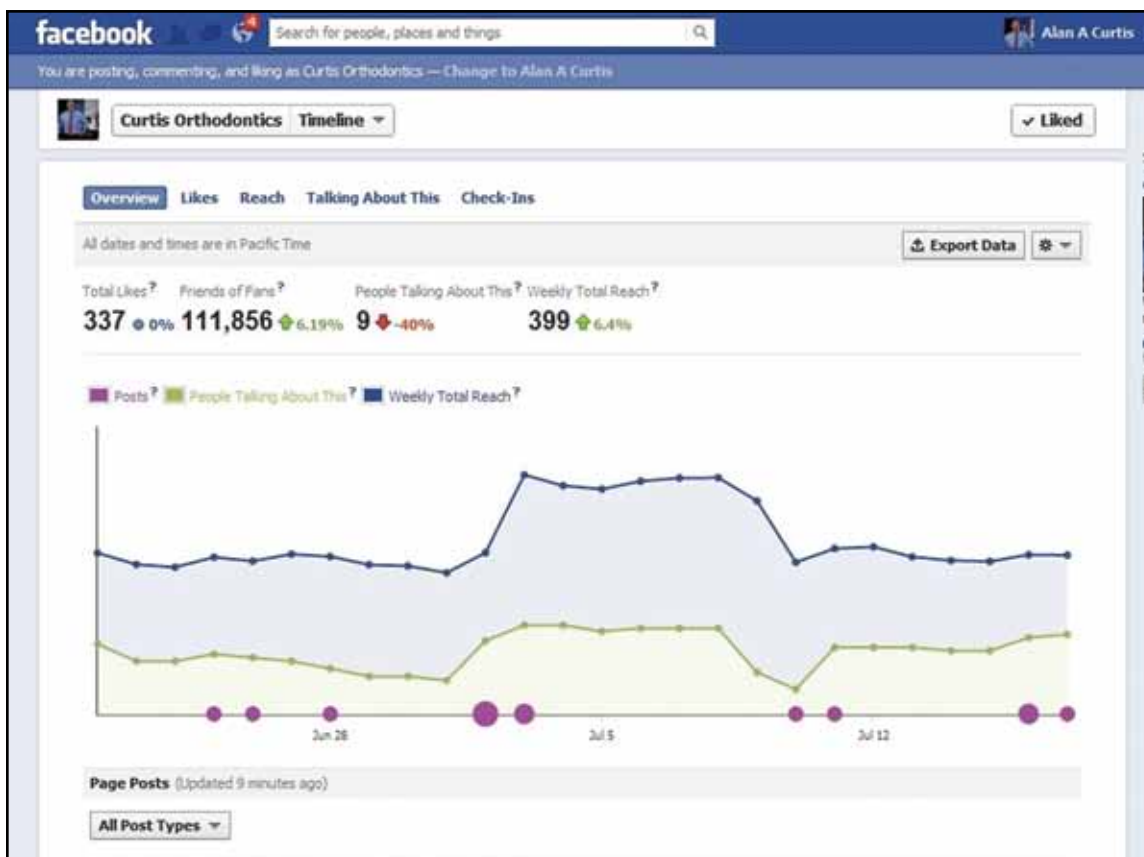 facebook 4 Search for people, places and things Alan A Curtis
You are posting, commenting, and liking as Curtis Orthodontics — Change to Alan A Curtis
Curtis Orthodontics Timeline Liked
Overview Likes Reach Talking About This Check-Ins
All dates and times are in Pacific Time Export Data
Total Likes? Friends of Fans? People Talking About This? Weekly Total Reach?
337 0% 111,856 6.19% 9 -40% 399 6.4%
Posts? People Talking About This? Weekly Total Reach?
Jun 28 Jul 5 Jul 12
Page Posts (Updated 9 minutes ago)
All Post Types